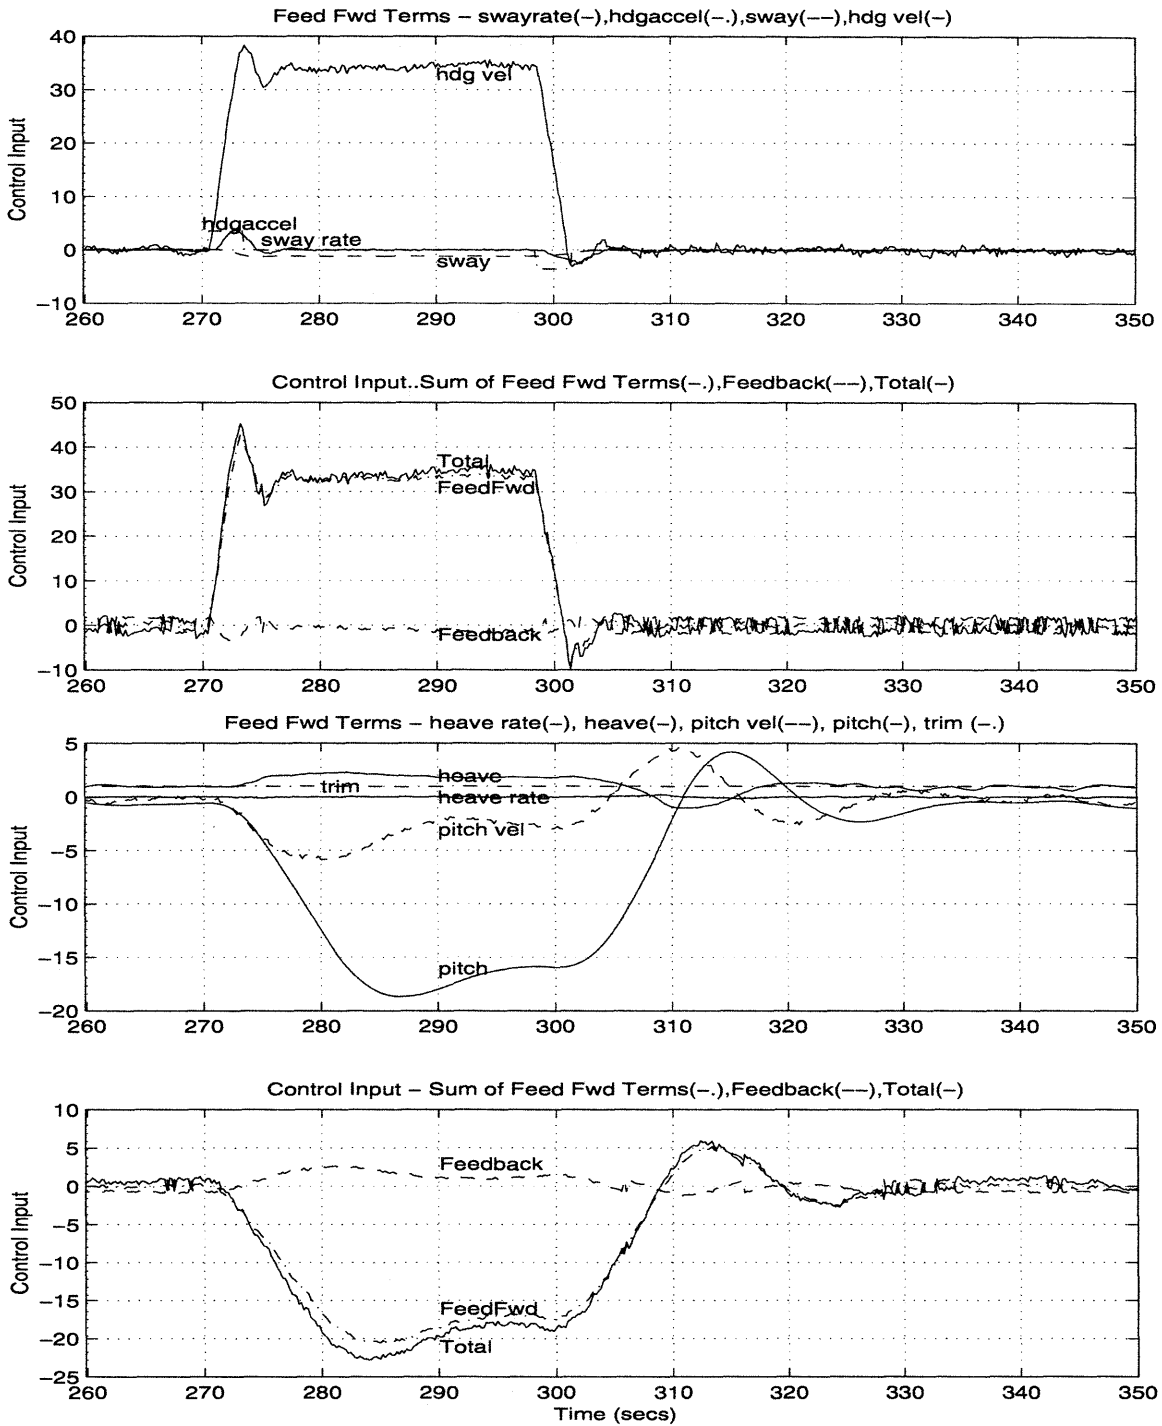 Feed Fwd Terms – swayrate(–),hdgaccel(–.),sway(––),hdg vel(–)
40
30
20
10
0
–10
Control Input
hdg vel
hdgaccel
sway rate
sway
260 270 280 290 300 310 320 330 340 350
Control Input..Sum of Feed Fwd Terms(–.),Feedback(––),Total(–)
50
40
30
20
10
0
–10
Control Input
Total
FeedFwd
Feedback
260 270 280 290 300 310 320 330 340 350
Feed Fwd Terms – heave rate(–), heave(–), pitch vel(––), pitch(–), trim (–.)
5
0
–5
–10
–15
–20
Control Input
heave
trim
heave rate
pitch vel
pitch
260 270 280 290 300 310 320 330 340 350
Control Input – Sum of Feed Fwd Terms(–.),Feedback(––),Total(–)
10
5
0
–5
–10
–15
–20
–25
Control Input
Feedback
FeedFwd
Total
260 270 280 290 300 310 320 330 340 350
Time (secs)